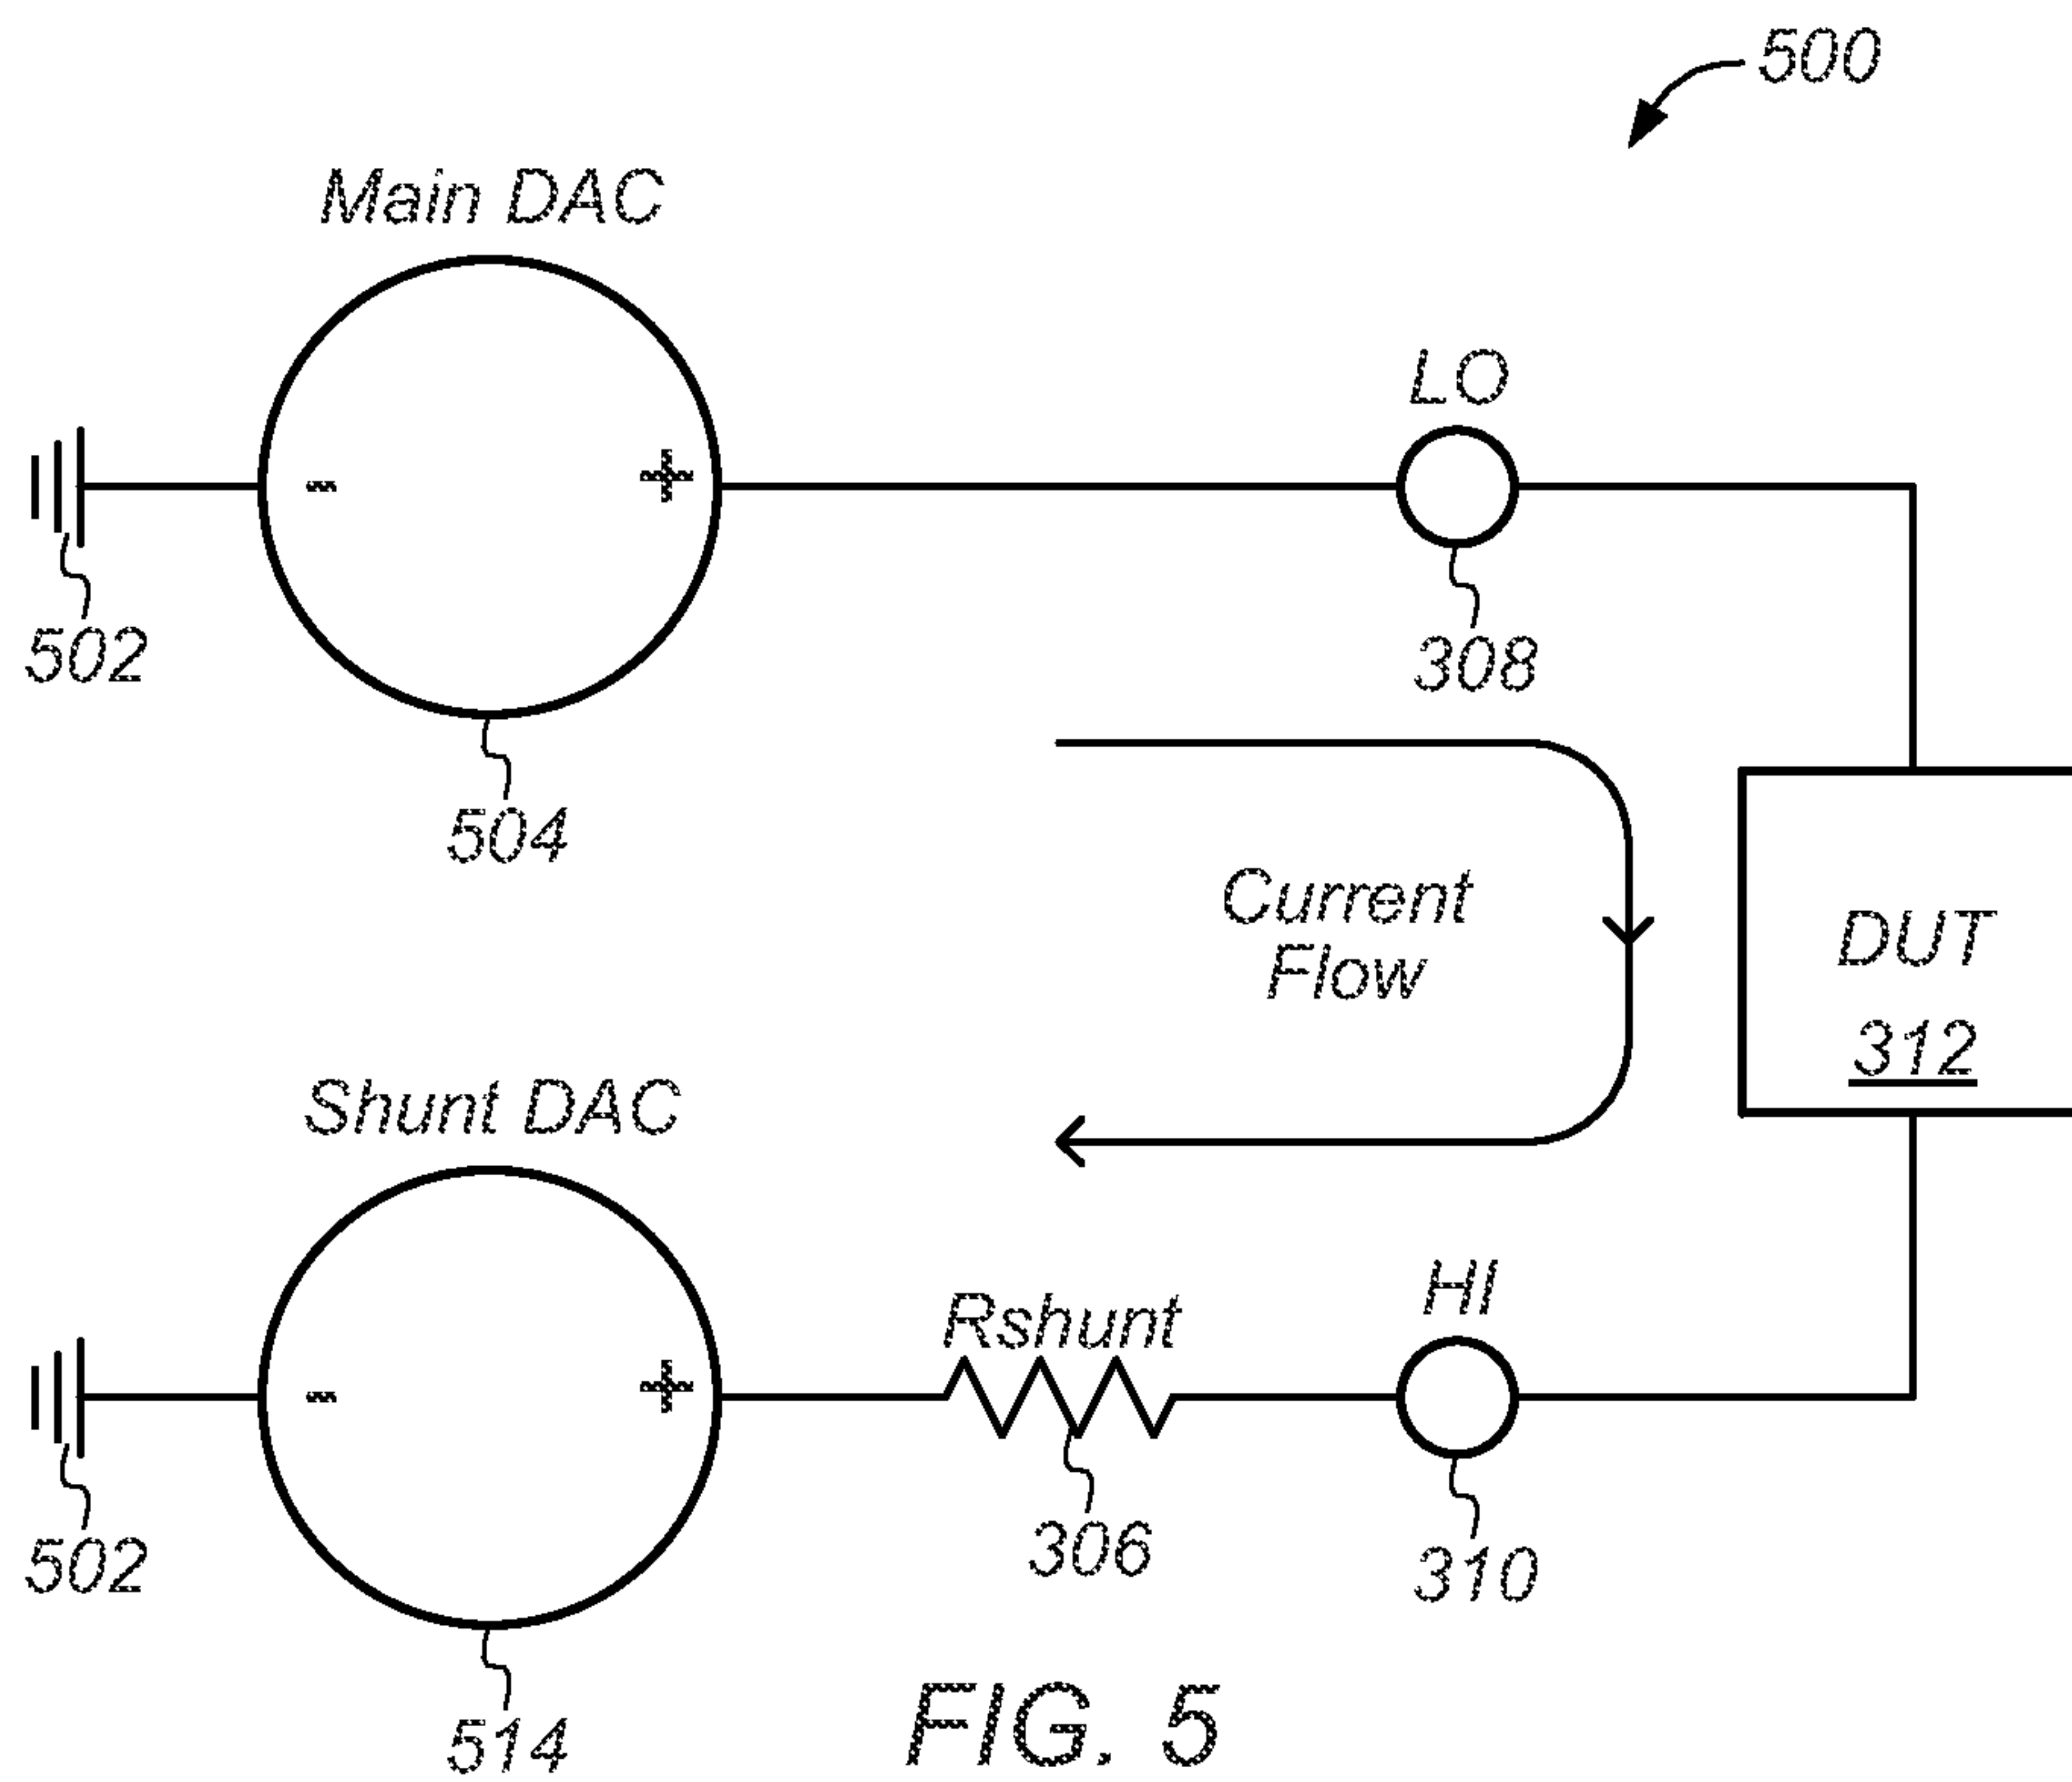 500
Main DAC
LO
-
+
502
308
504
Current
Flow
DUT
312
Shunt DAC
HI
Rshunt
-
+
502
306
310
514
FIG. 5